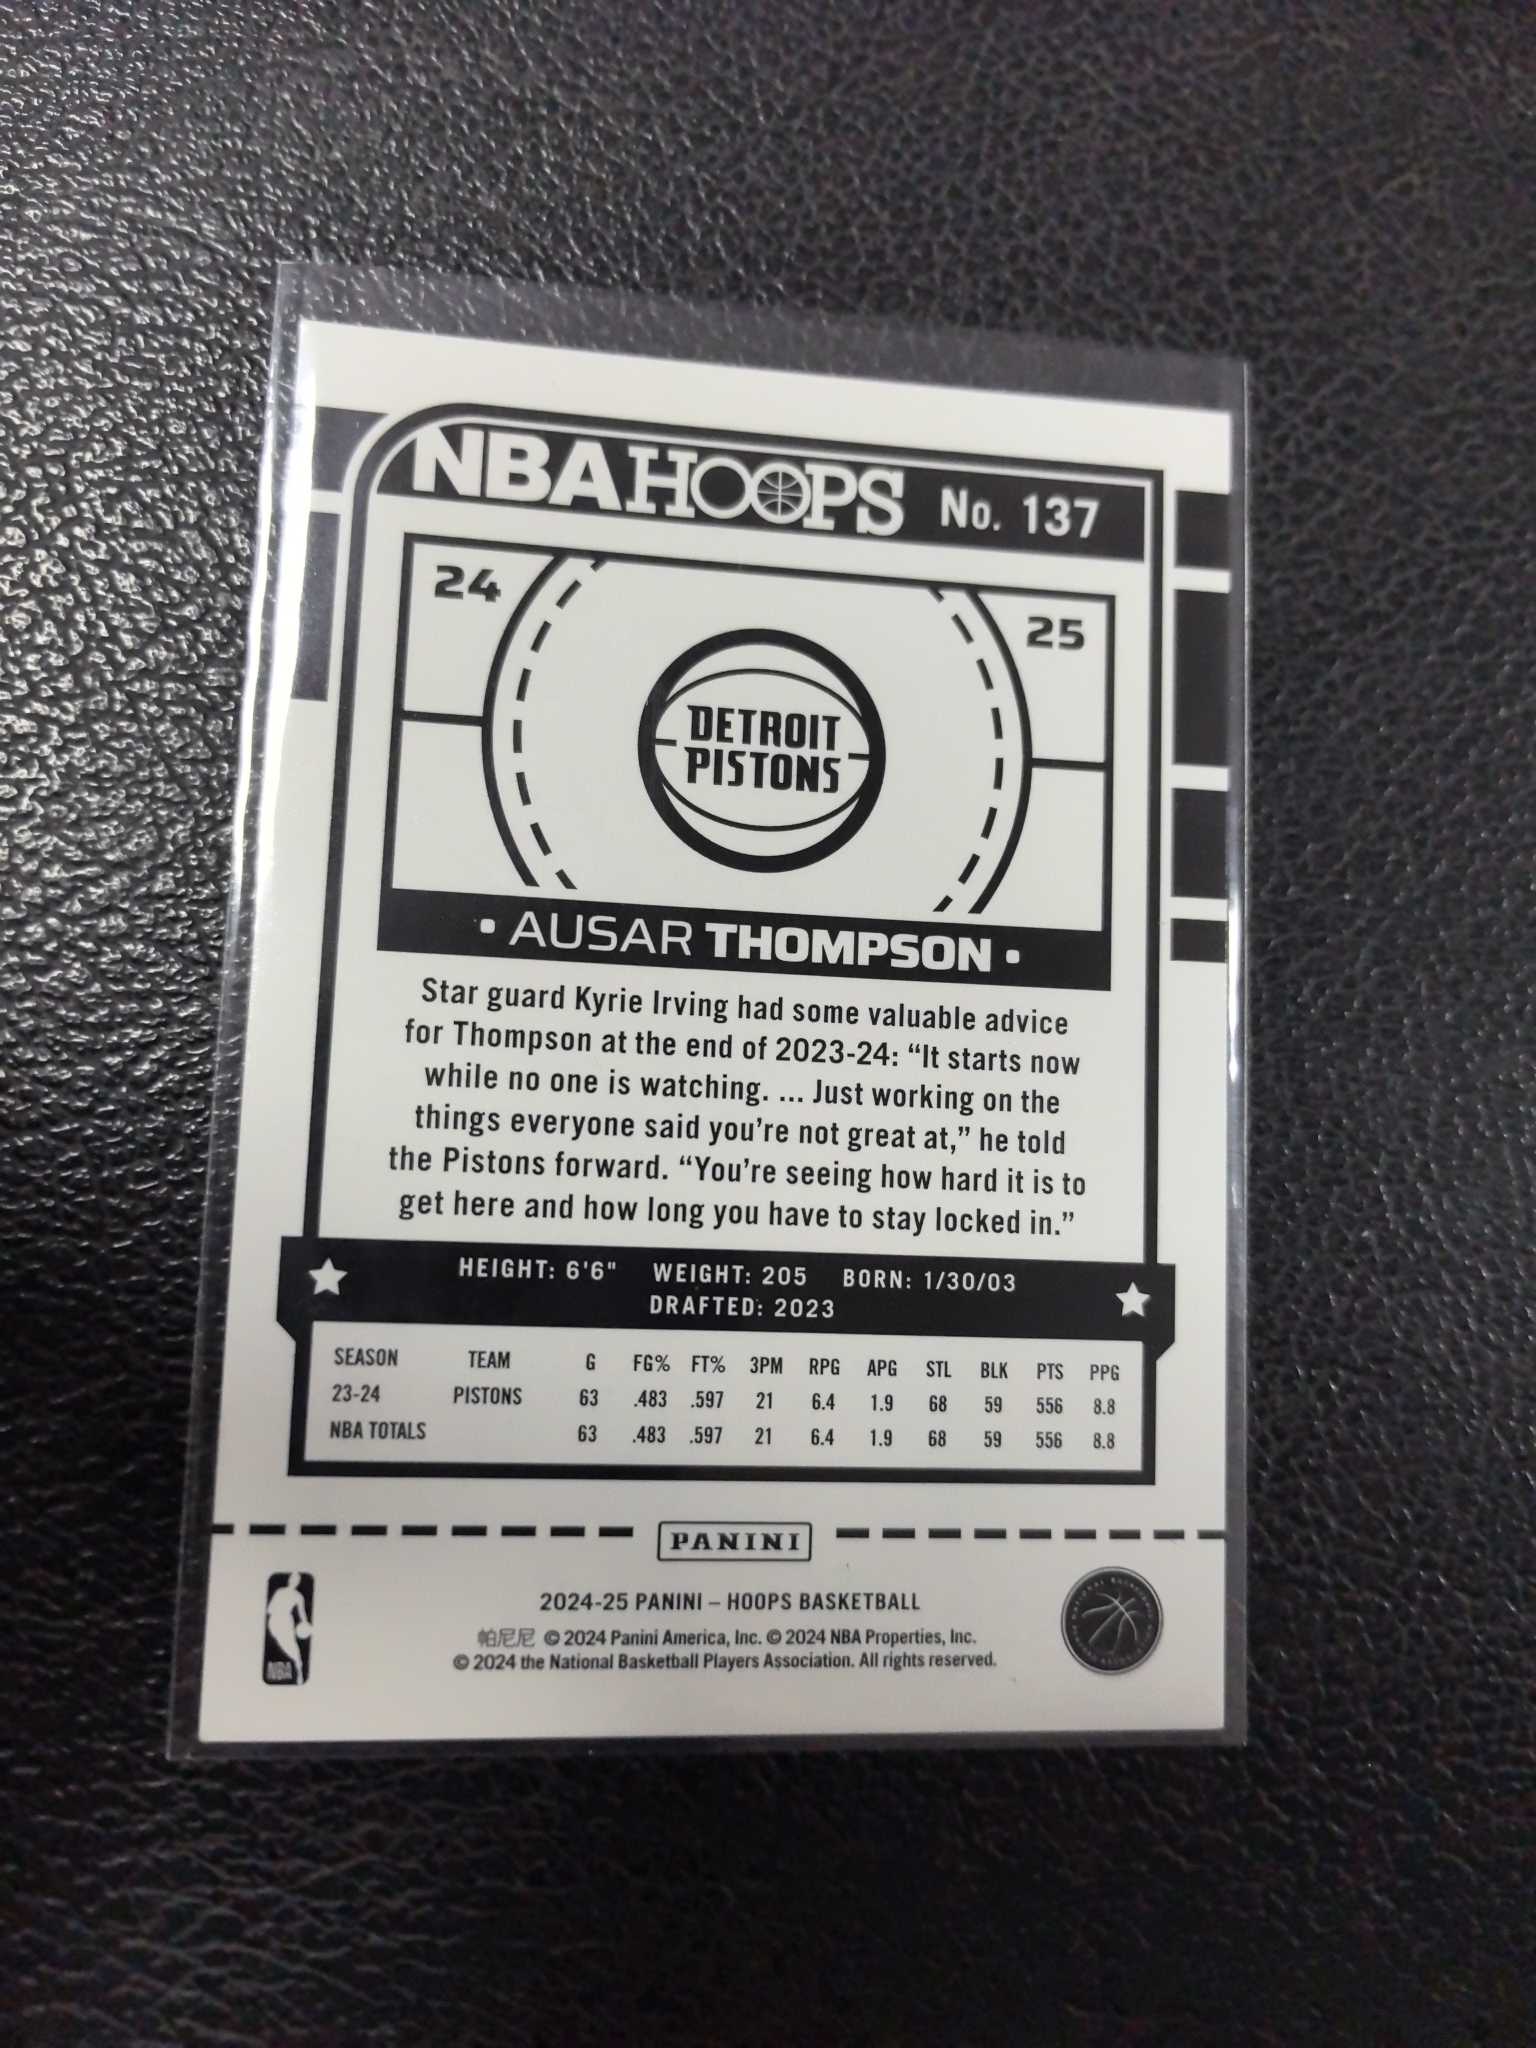 NBA HOOPS No. 137
24
25
DETROIT
PISTONS
• AUSAR THOMPSON •
Star guard Kyrie Irving had some valuable advice
for Thompson at the end of 2023-24: “It starts now
while no one is watching. ... Just working on the
things everyone said you’re not great at,” he told
the Pistons forward. “You’re seeing how hard it is to
get here and how long you have to stay locked in.”
HEIGHT: 6'6" WEIGHT: 205 BORN: 1/30/03
DRAFTED: 2023
SEASON TEAM G FG% FT% 3PM RPG APG STL BLK PTS PPG
23-24 PISTONS 63 .483 .597 21 6.4 1.9 68 59 556 8.8
NBA TOTALS 63 .483 .597 21 6.4 1.9 68 59 556 8.8
PANINI
2024-25 PANINI – HOOPS BASKETBALL
帕尼尼 © 2024 Panini America, Inc. © 2024 NBA Properties, Inc.
© 2024 the National Basketball Players Association. All rights reserved.
NBA